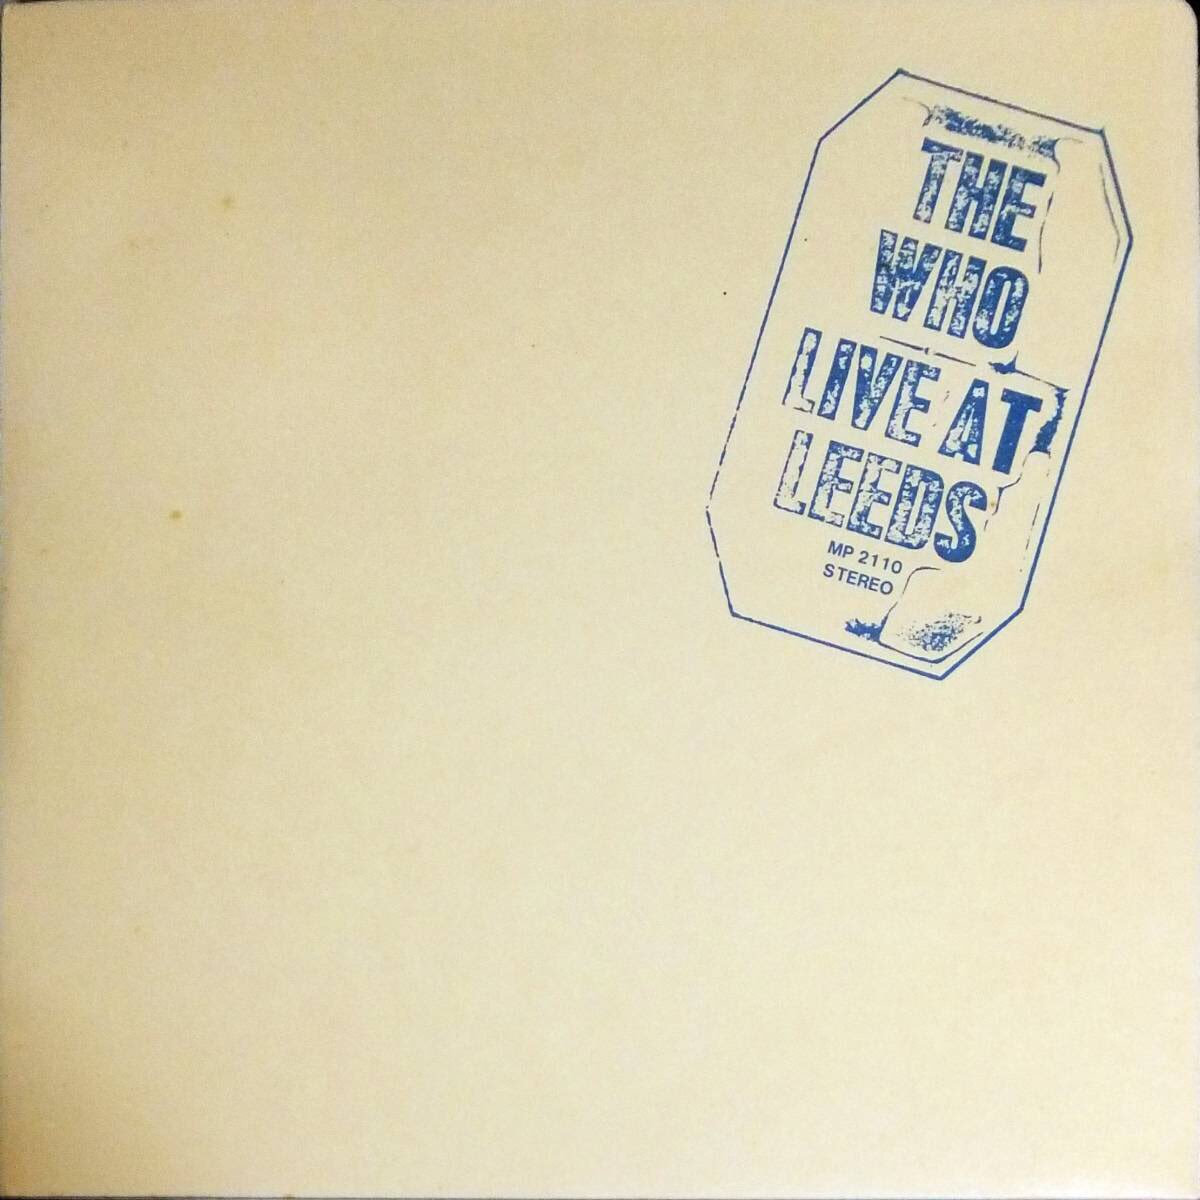 THE
WHO
LIVE AT
LEEDS
MP 2110
STEREO